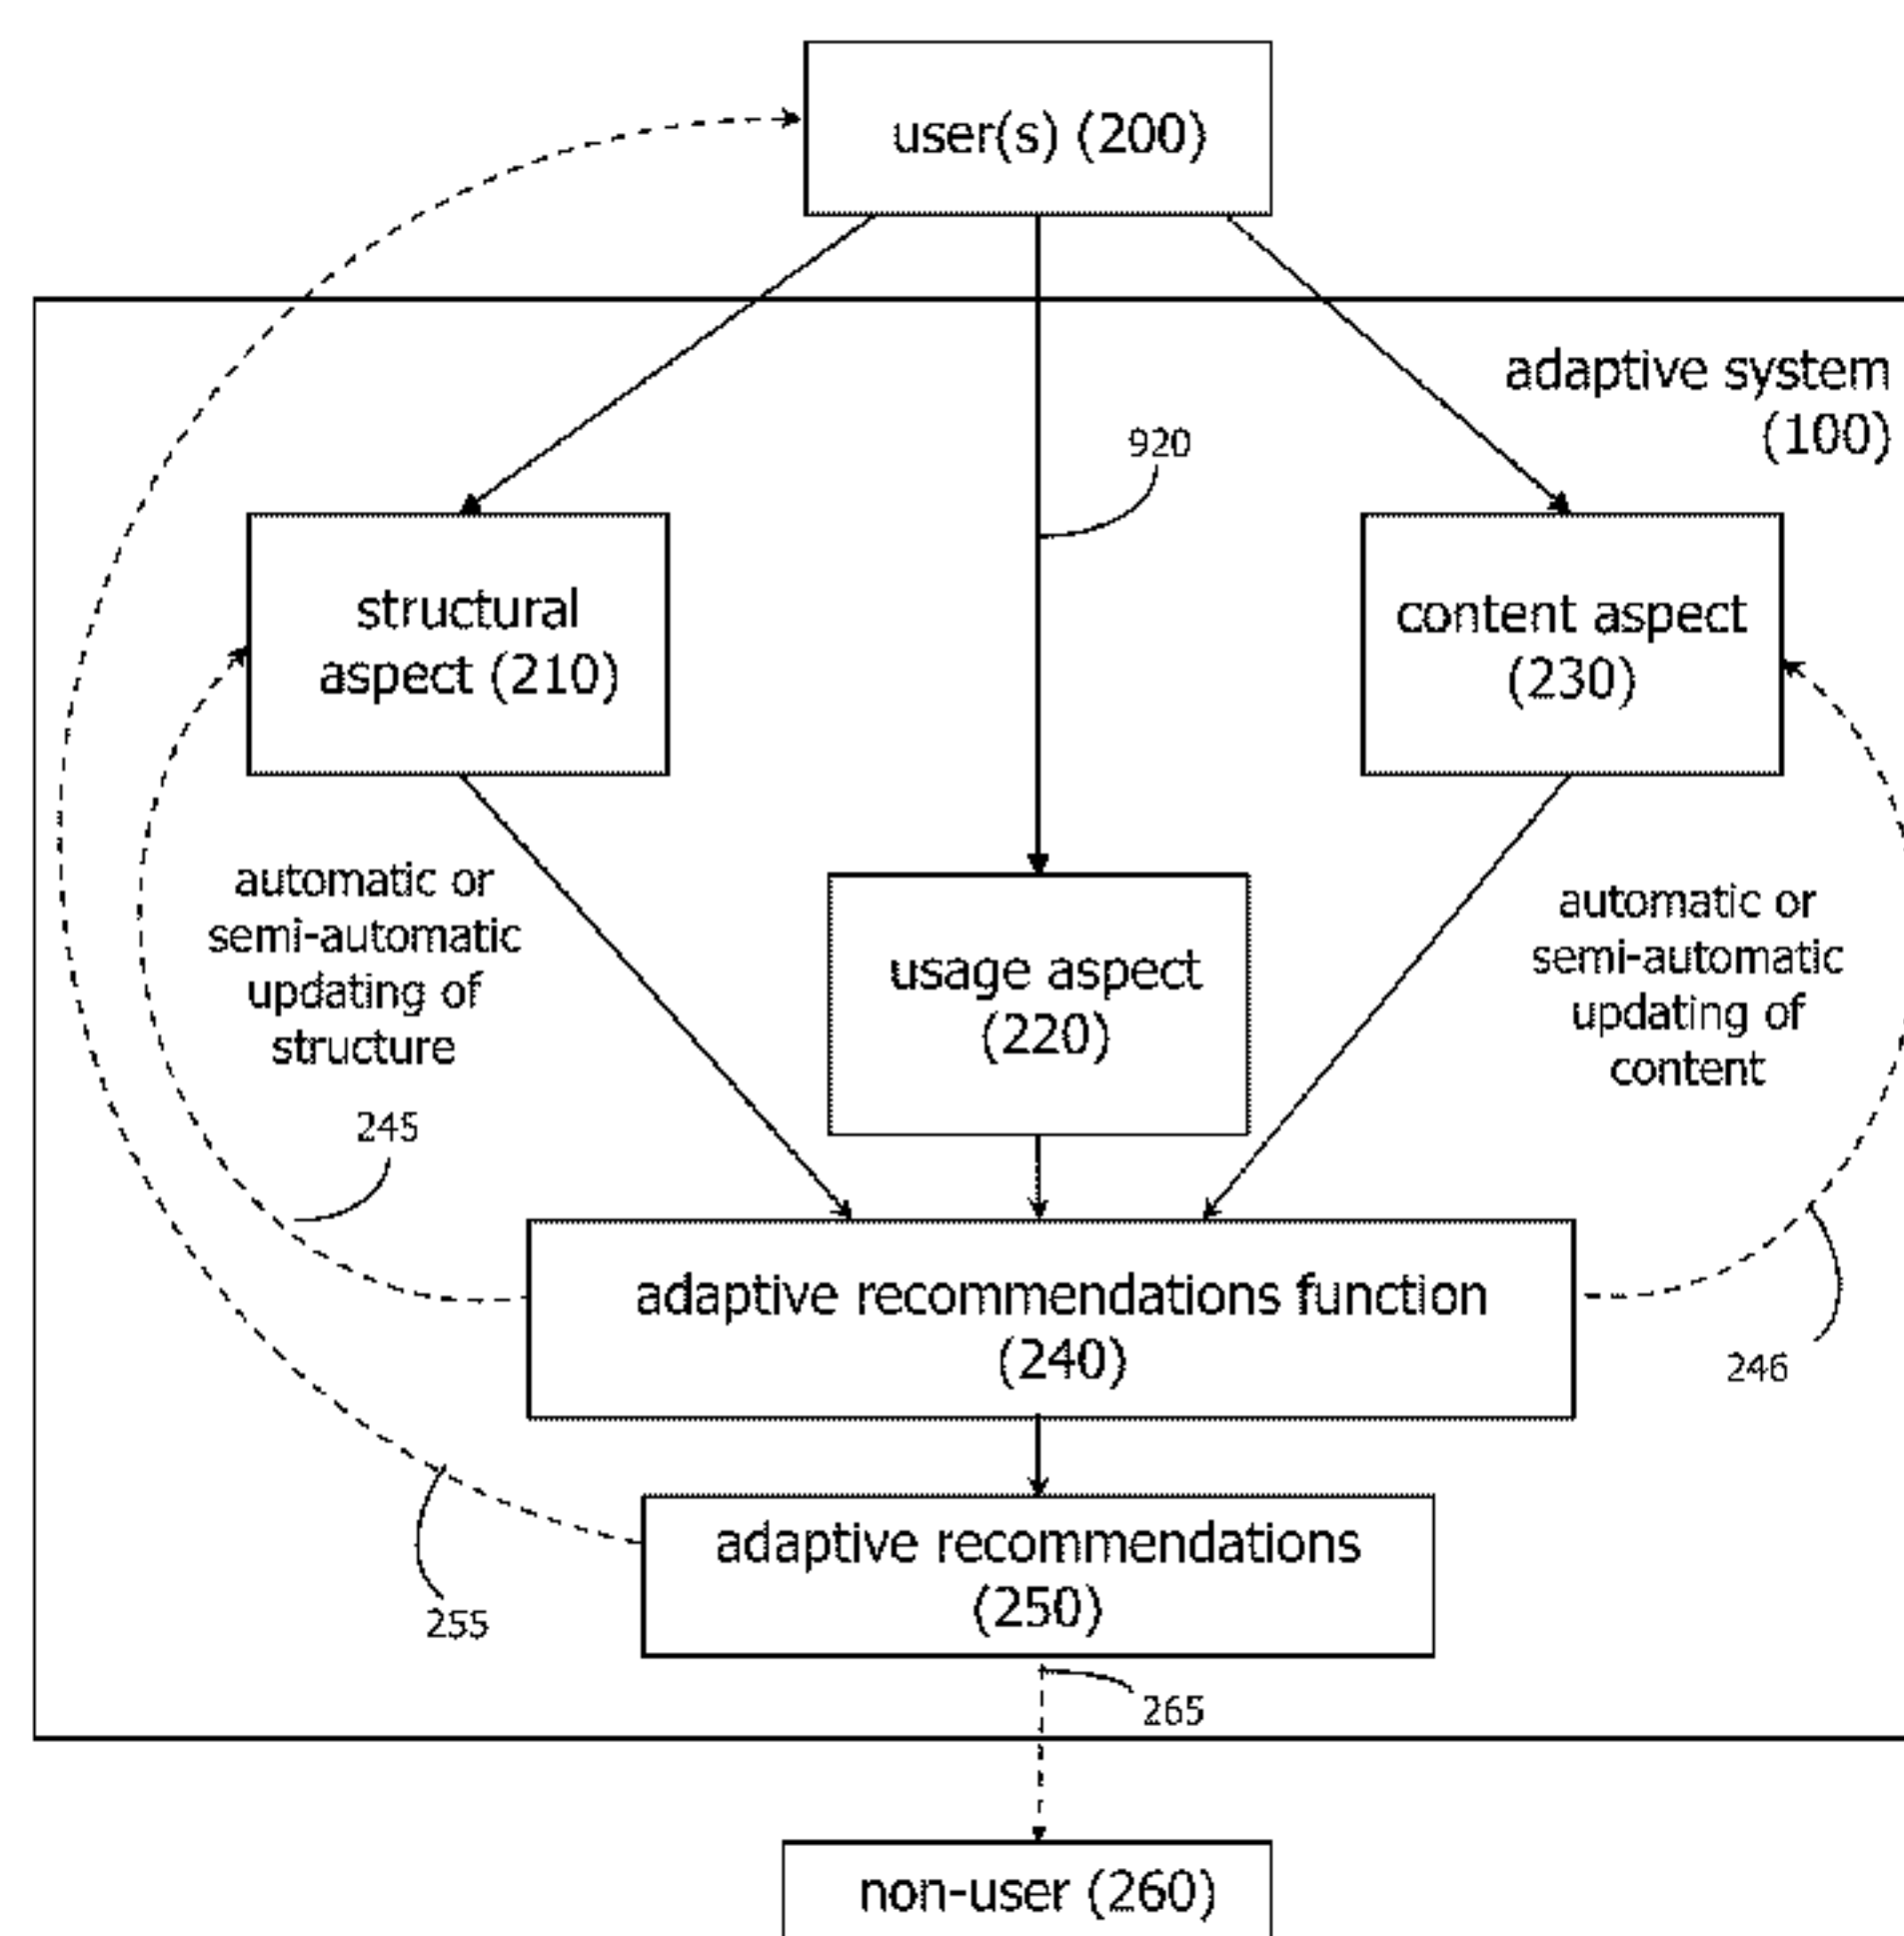 user(s) (200)
adaptive system
(100)
920
structural
aspect (210)
content aspect
(230)
automatic or
semi-automatic
updating of
structure
usage aspect
(220)
automatic or
semi-automatic
updating of
content
245
adaptive recommendations function
(240)
246
adaptive recommendations
(250)
255
265
non-user (260)